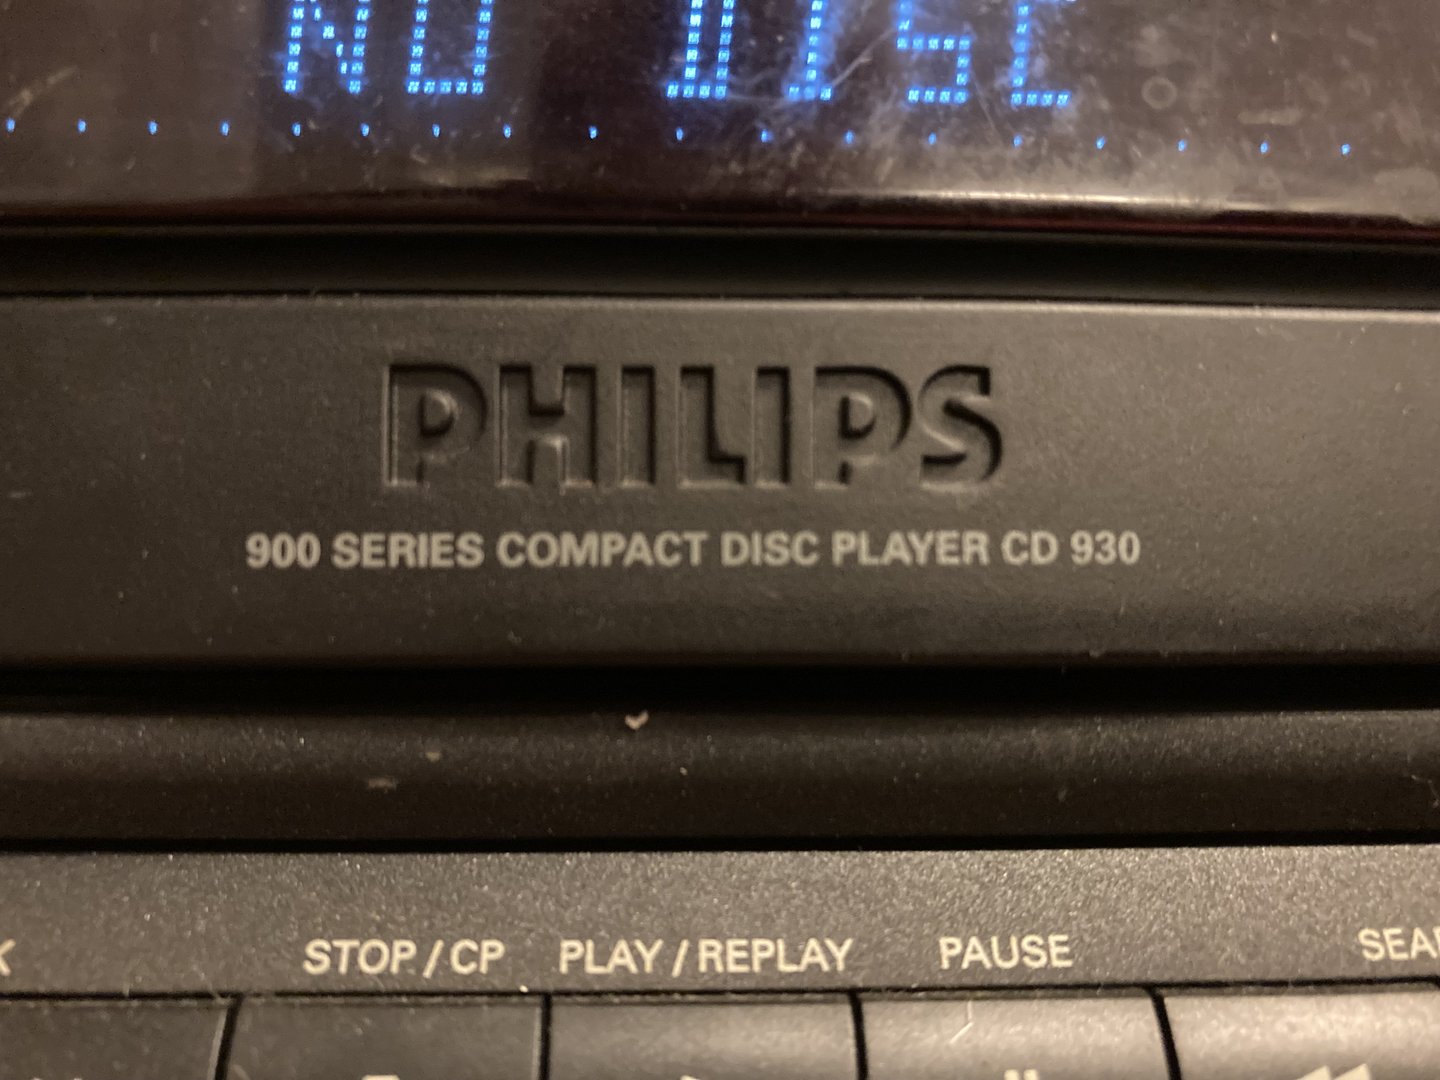 NO DISC
PHILIPS
900 SERIES COMPACT DISC PLAYER CD 930
STOP / CP PLAY / REPLAY PAUSE